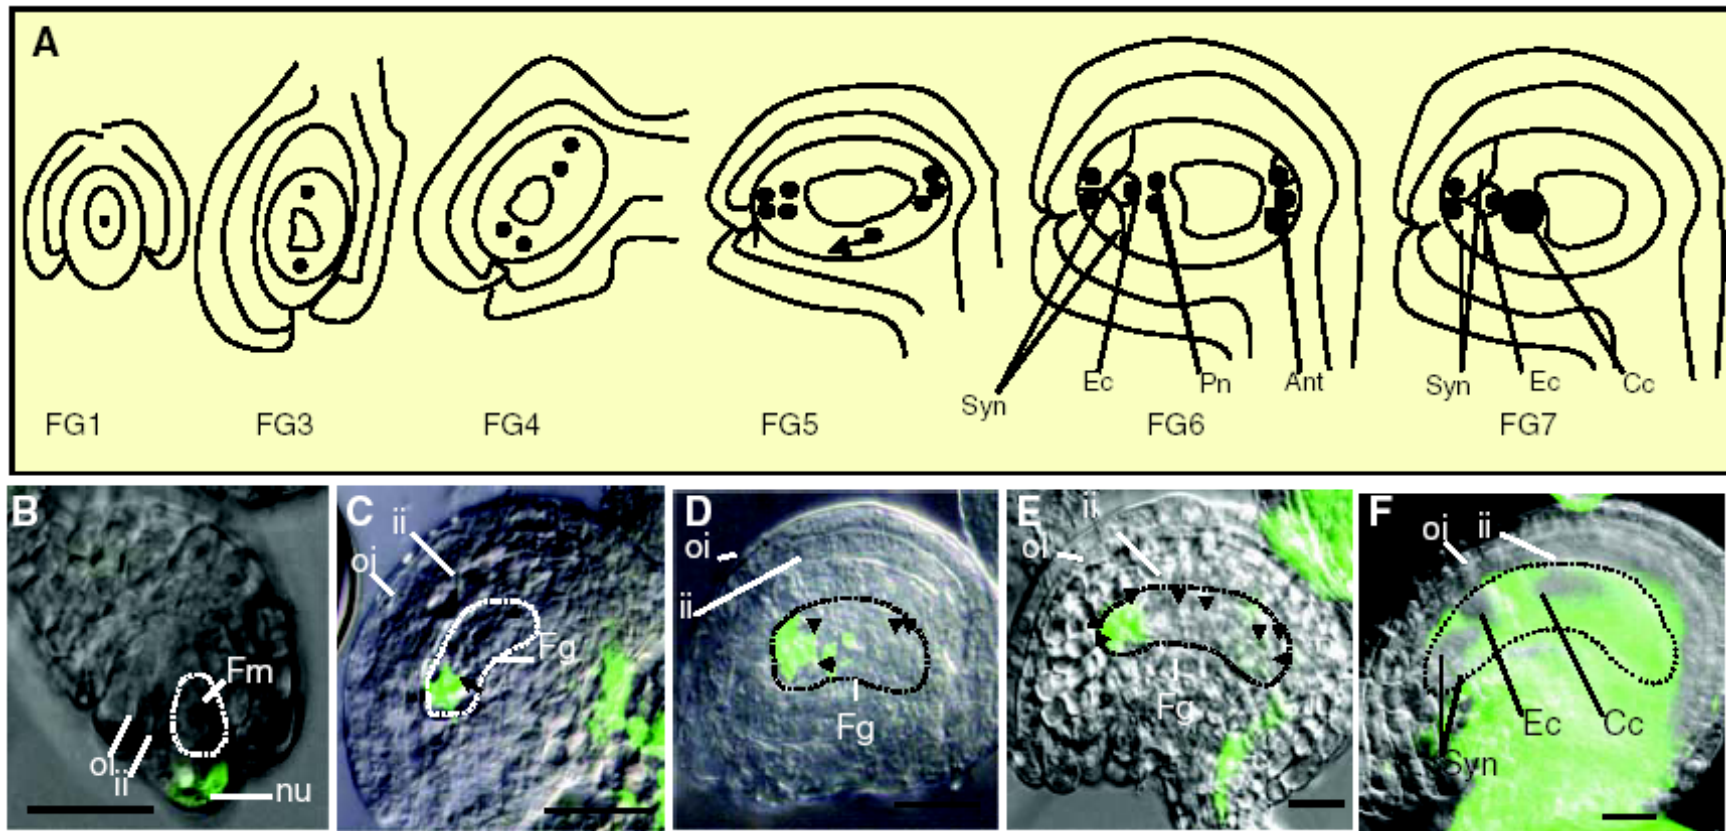 A
Syn Ec Pn Ant Syn Ec Cc
FG1 FG3 FG4 FG5 FG6 FG7
B
Fm
oi
ii
nu
C
ii
oi
Fg
D
oi
ii
Fg
E
ii
oi
Fg
F
oi
ii
Ec Cc
Syn